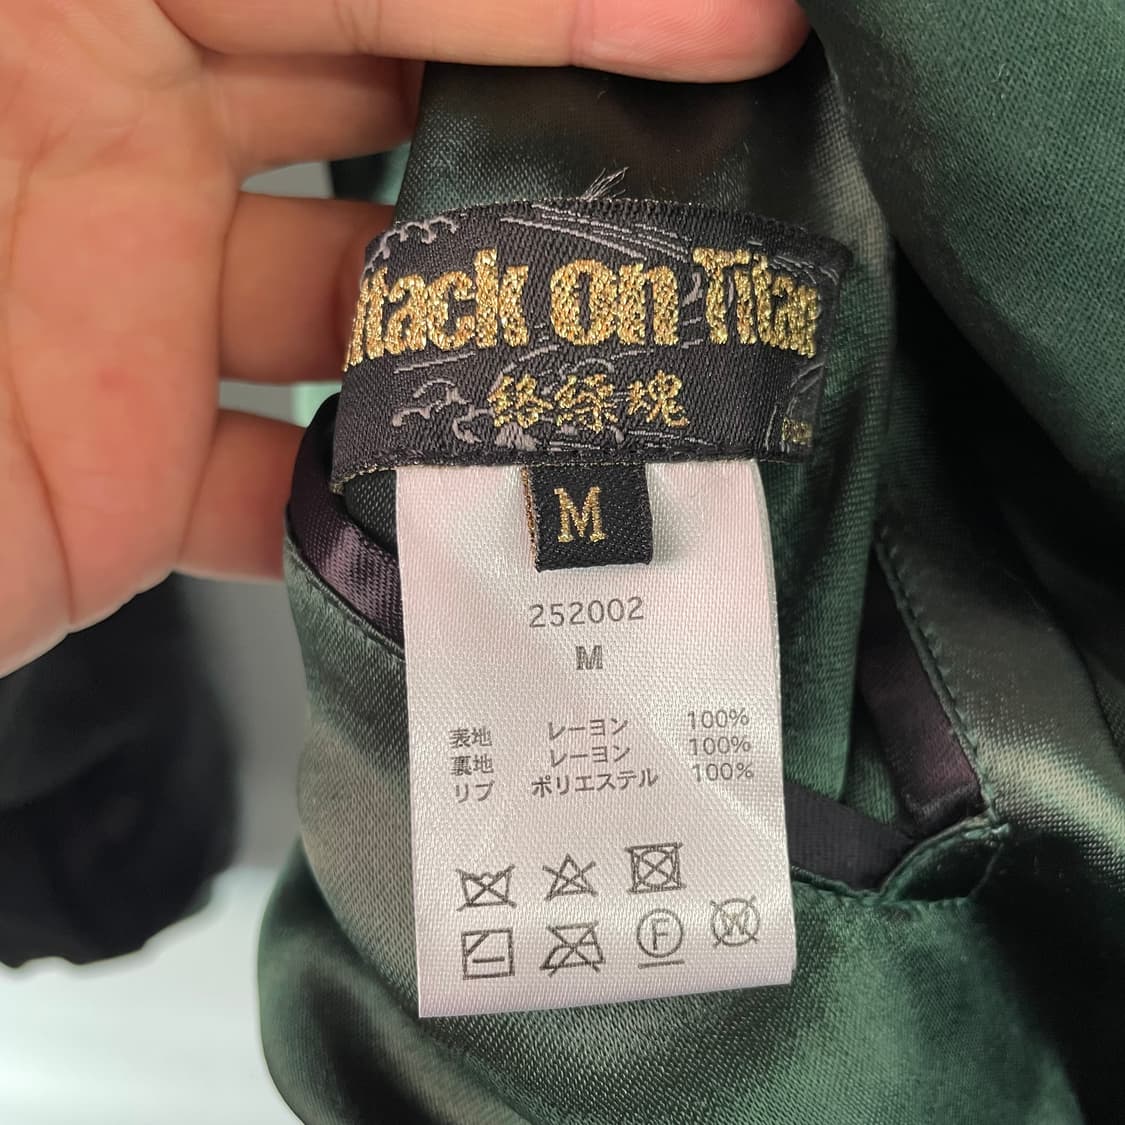 ttack on Titan
絡繰魂
M
252002
M
表地 レーヨン 100%
裏地 レーヨン 100%
リブ ポリエステル 100%
F
W